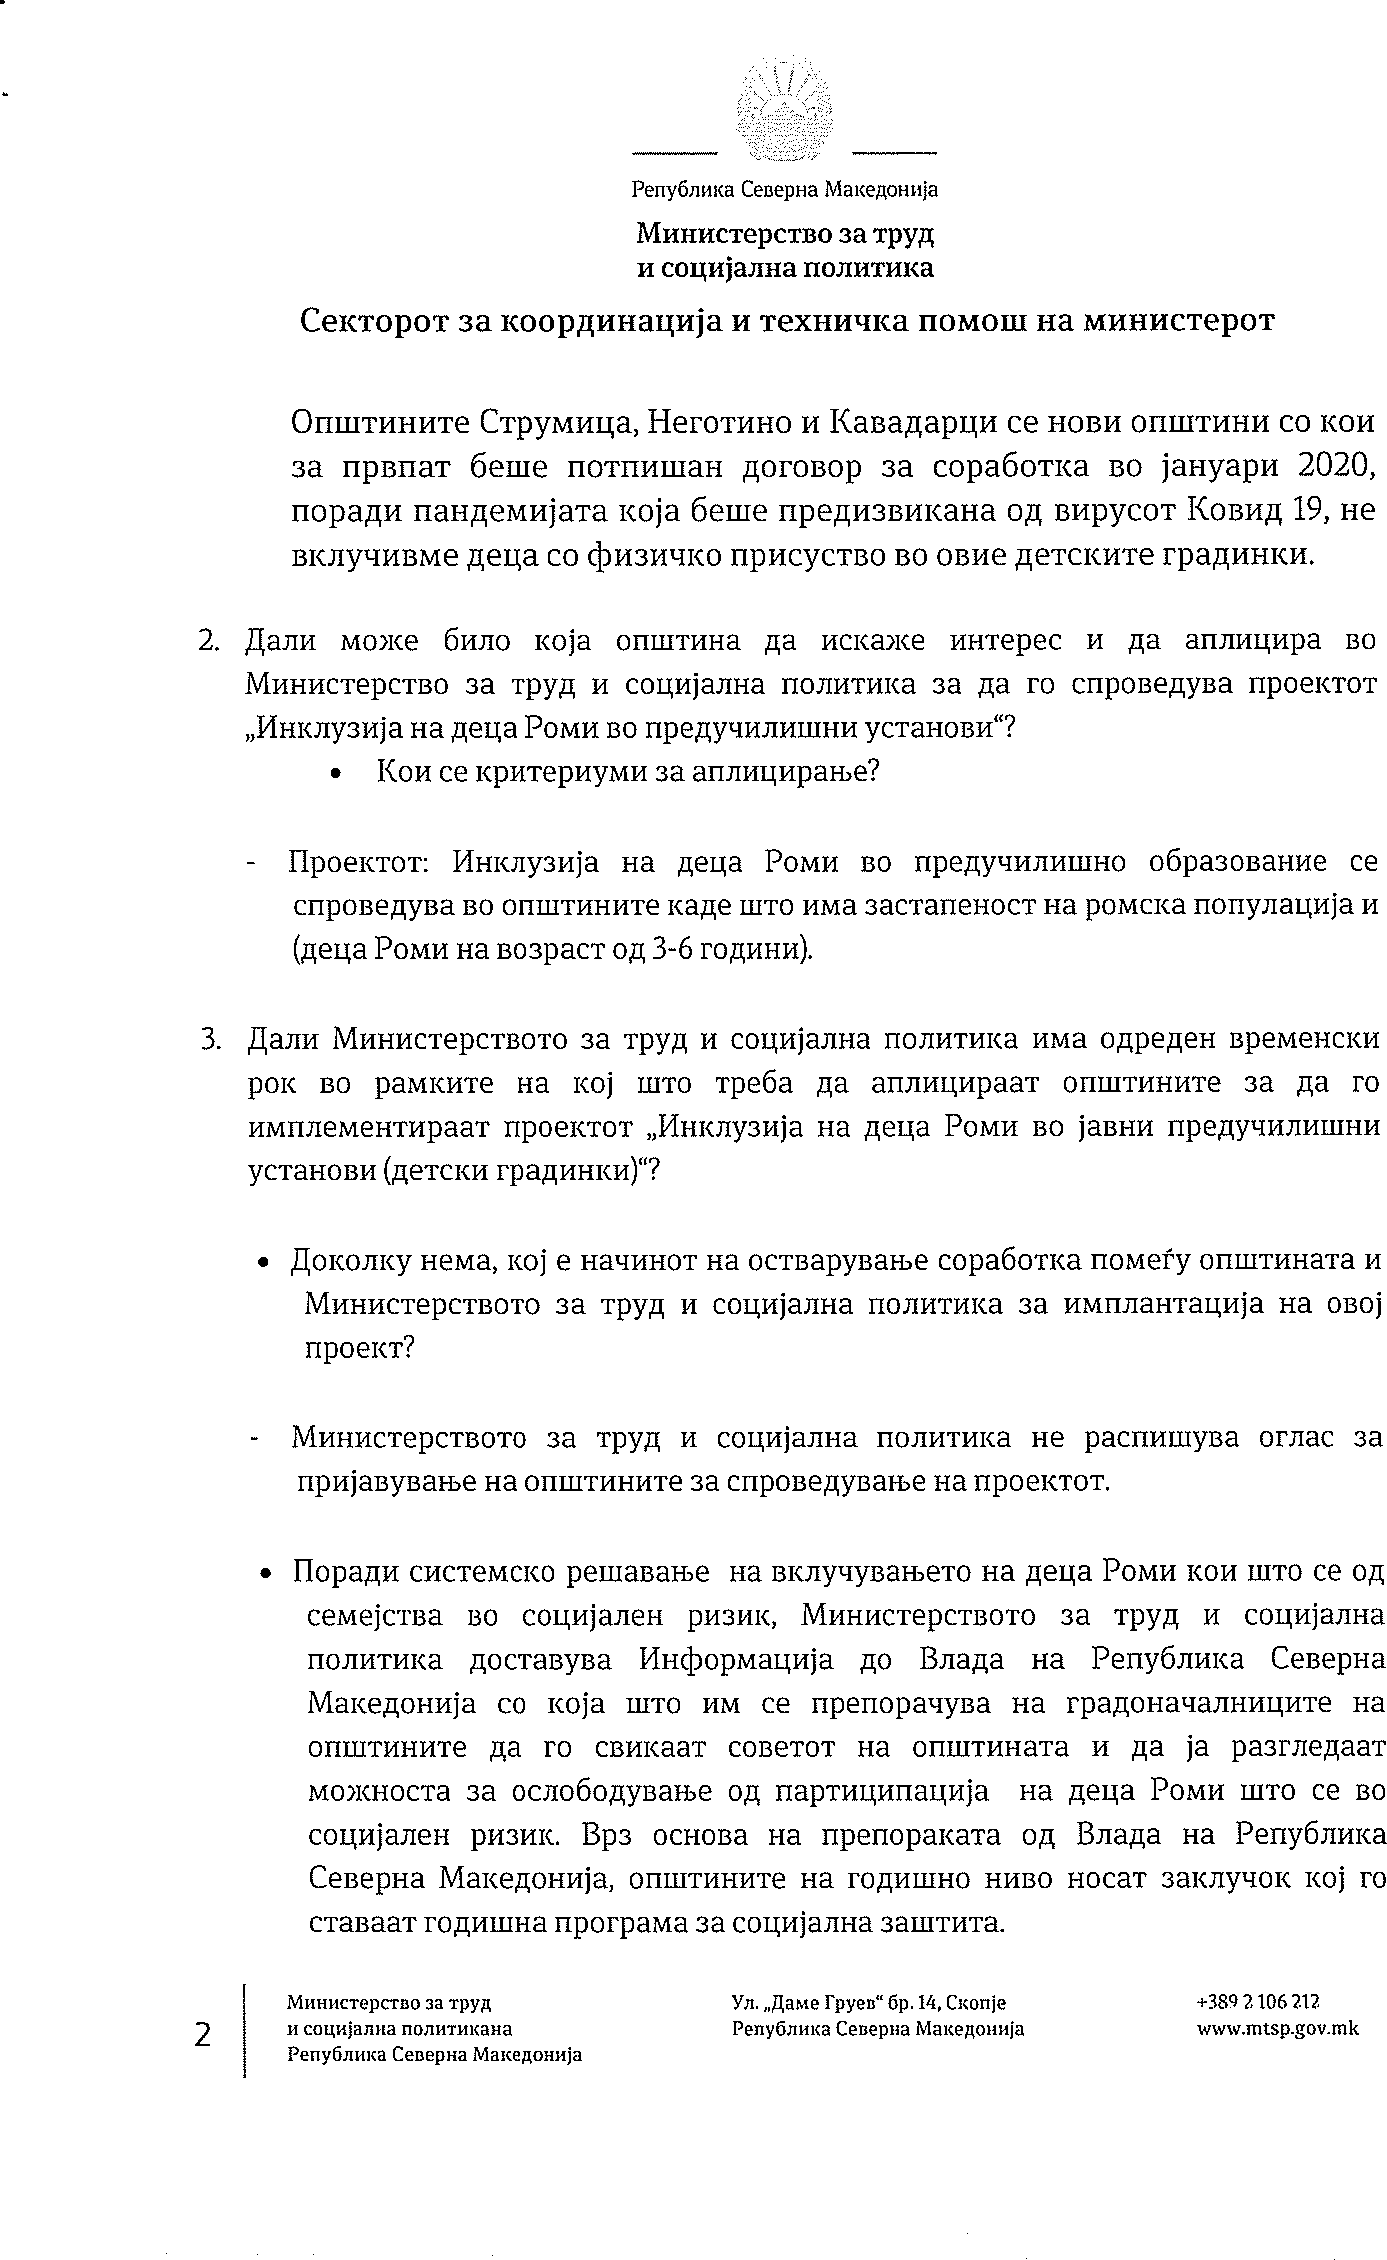 Република Северна Македонија
Министерство за труд
и социјална политика
Секторот за координација и техничка помош на министерот
Општините Струмица, Неготино и Кавадарци се нови општини со кои
за првпат беше потпишан договор за соработка во јануари 2020,
поради пандемијата која беше предизвикана од вирусот Ковид 19, не
вклучивме деца со физичко присуство во овие детските градинки.
2. Дали може било која општина да искаже интерес и да аплицира во
Министерство за труд и социјална политика за да го спроведува проектот
„Инклузија на деца Роми во предучилишни установи“?
• Кои се критериуми за аплицирање?
- Проектот: Инклузија на деца Роми во предучилишно образование се
спроведува во општините каде што има застапеност на ромска популација и
(деца Роми на возраст од 3-6 години).
3. Дали Министерството за труд и социјална политика има одреден временски
рок во рамките на кој што треба да аплицираат општините за да го
имплементираат проектот „Инклузија на деца Роми во јавни предучилишни
установи (детски градинки)“?
• Доколку нема, кој е начинот на остварување соработка помеѓу општината и
Министерството за труд и социјална политика за имплантација на овој
проект?
- Министерството за труд и социјална политика не распишува оглас за
пријавување на општините за спроведување на проектот.
• Поради системско решавање на вклучувањето на деца Роми кои што се од
семејства во социјален ризик, Министерството за труд и социјална
политика доставува Информација до Влада на Република Северна
Македонија со која што им се препорачува на градоначалниците на
општините да го свикаат советот на општината и да ја разгледаат
можноста за ослободување од партиципација на деца Роми што се во
социјален ризик. Врз основа на препораката од Влада на Република
Северна Македонија, општините на годишно ниво носат заклучок кој го
ставаат годишна програма за социјална заштита.
2
Министерство за труд
и социјална политикана
Република Северна Македонија
Ул. „Даме Груев“ бр. 14, Скопје
Република Северна Македонија
+389 2 106 212
www.mtsp.gov.mk